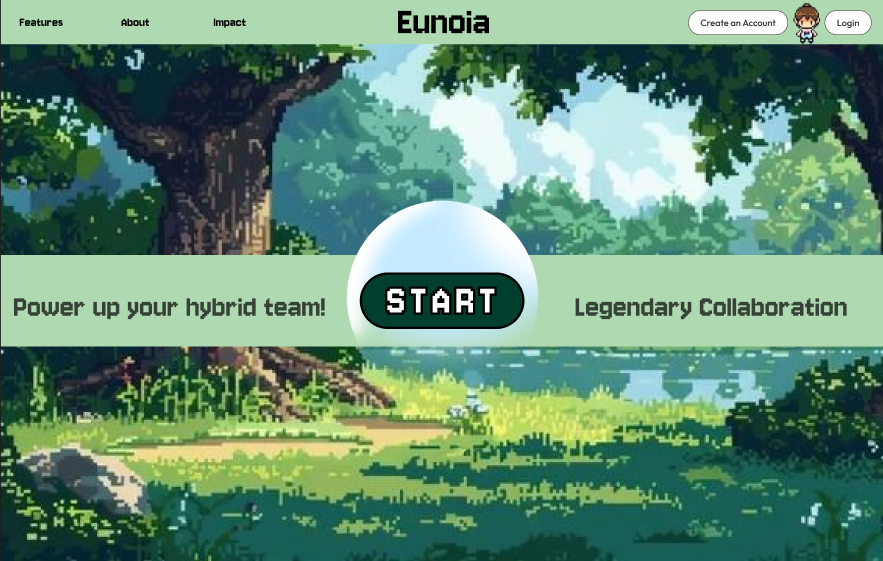 Features
About
Impact
Eunoia
Create an Account
Login
Power up your hybrid team!
START
Legendary Collaboration